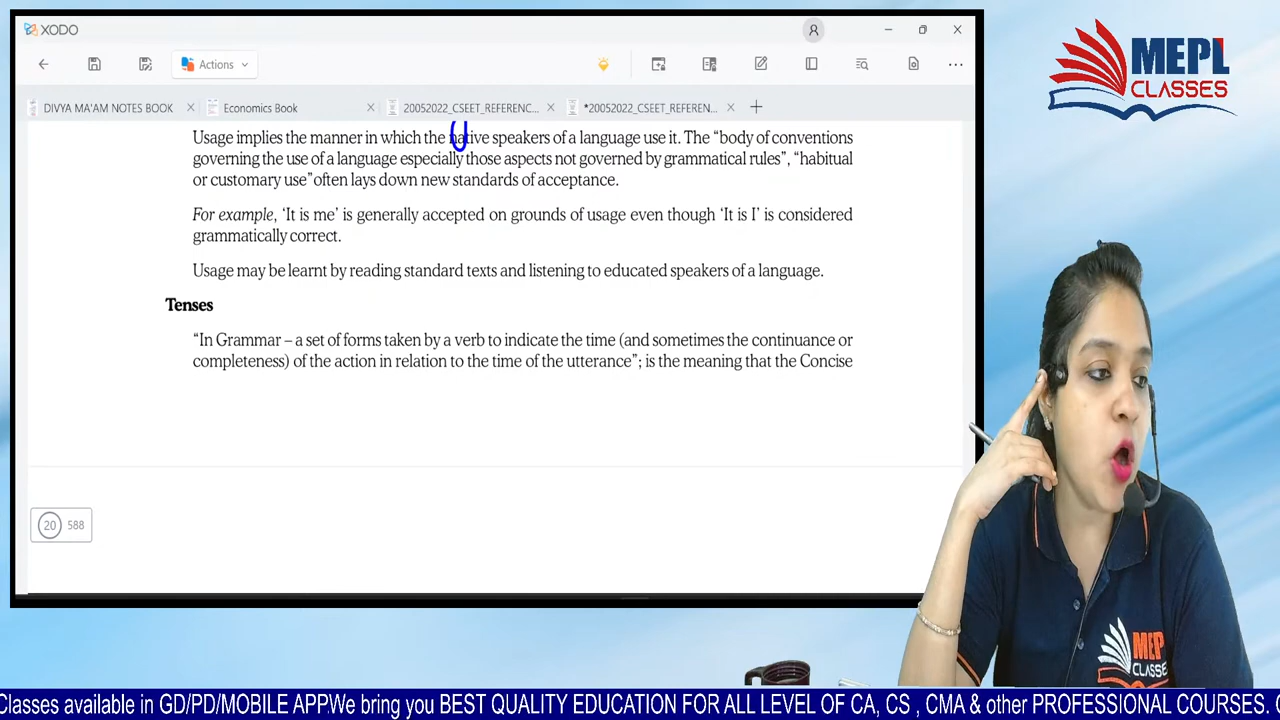 XODO
Actions
DIVYA MA'AM NOTES BOOK
Economics Book
20052022_CSEET_REFERENC...
*20052022_CSEET_REFEREN...
Usage implies the manner in which the native speakers of a language use it. The “body of conventions
governing the use of a language especially those aspects not governed by grammatical rules”, “habitual
or customary use”often lays down new standards of acceptance.
For example, ‘It is me’ is generally accepted on grounds of usage even though ‘It is I’ is considered
grammatically correct.
Usage may be learnt by reading standard texts and listening to educated speakers of a language.
Tenses
“In Grammar – a set of forms taken by a verb to indicate the time (and sometimes the continuance or
completeness) of the action in relation to the time of the utterance”; is the meaning that the Concise
20 588
MEPL
CLASSES
MEPL
CLASSES
Classes available in GD/PD/MOBILE APP.We bring you BEST QUALITY EDUCATION FOR ALL LEVEL OF CA, CS , CMA & other PROFESSIONAL COURSES.